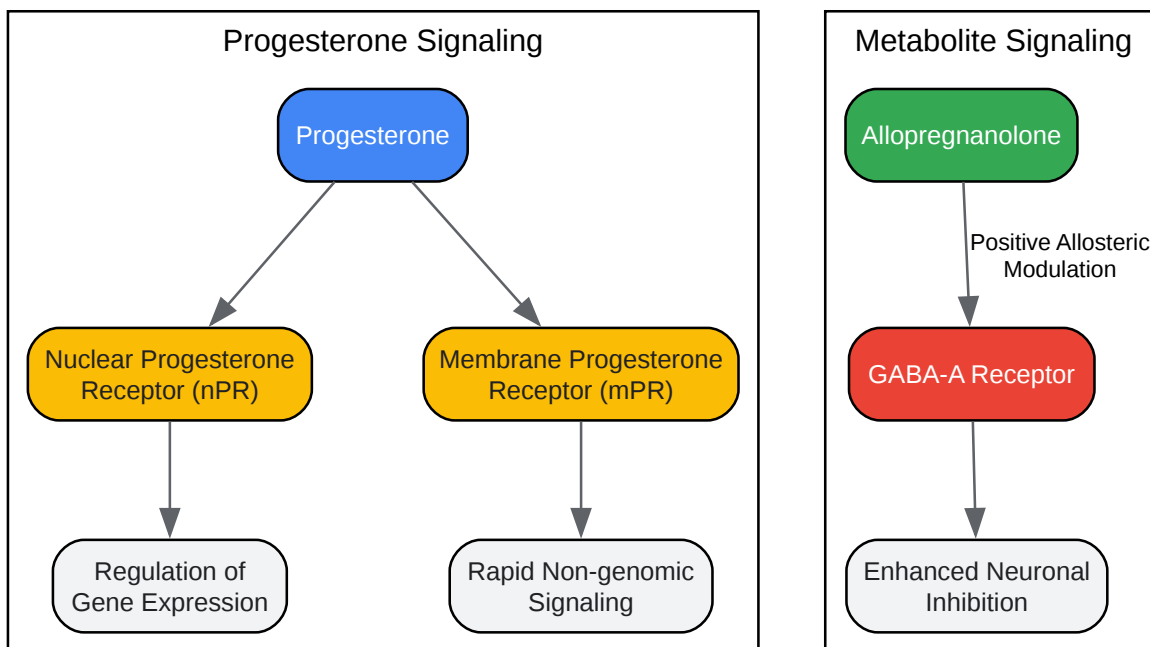 Progesterone Signaling
Progesterone
Nuclear Progesterone
Receptor (nPR)
Membrane Progesterone
Receptor (mPR)
Regulation of
Gene Expression
Rapid Non-genomic
Signaling
Metabolite Signaling
Allopregnanolone
Positive Allosteric
Modulation
GABA-A Receptor
Enhanced Neuronal
Inhibition